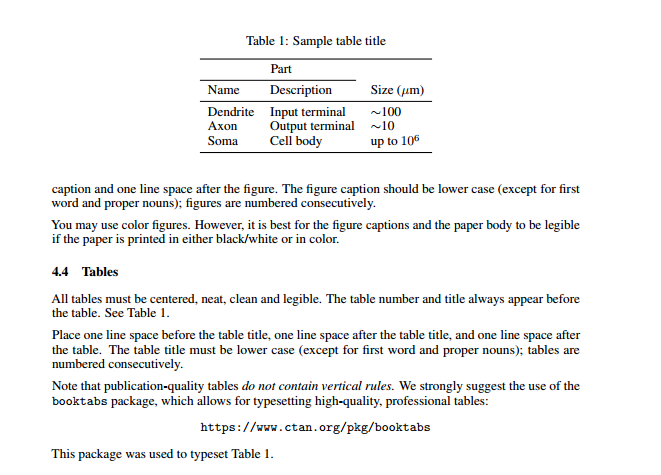 Table 1: Sample table title
Part
Name Description Size (μm)
Dendrite Input terminal ∼100
Axon Output terminal ∼10
Soma Cell body up to 10⁶
caption and one line space after the figure. The figure caption should be lower case (except for first
word and proper nouns); figures are numbered consecutively.
You may use color figures. However, it is best for the figure captions and the paper body to be legible
if the paper is printed in either black/white or in color.
4.4 Tables
All tables must be centered, neat, clean and legible. The table number and title always appear before
the table. See Table 1.
Place one line space before the table title, one line space after the table title, and one line space after
the table. The table title must be lower case (except for first word and proper nouns); tables are
numbered consecutively.
Note that publication-quality tables do not contain vertical rules. We strongly suggest the use of the
booktabs package, which allows for typesetting high-quality, professional tables:
https://www.ctan.org/pkg/booktabs
This package was used to typeset Table 1.